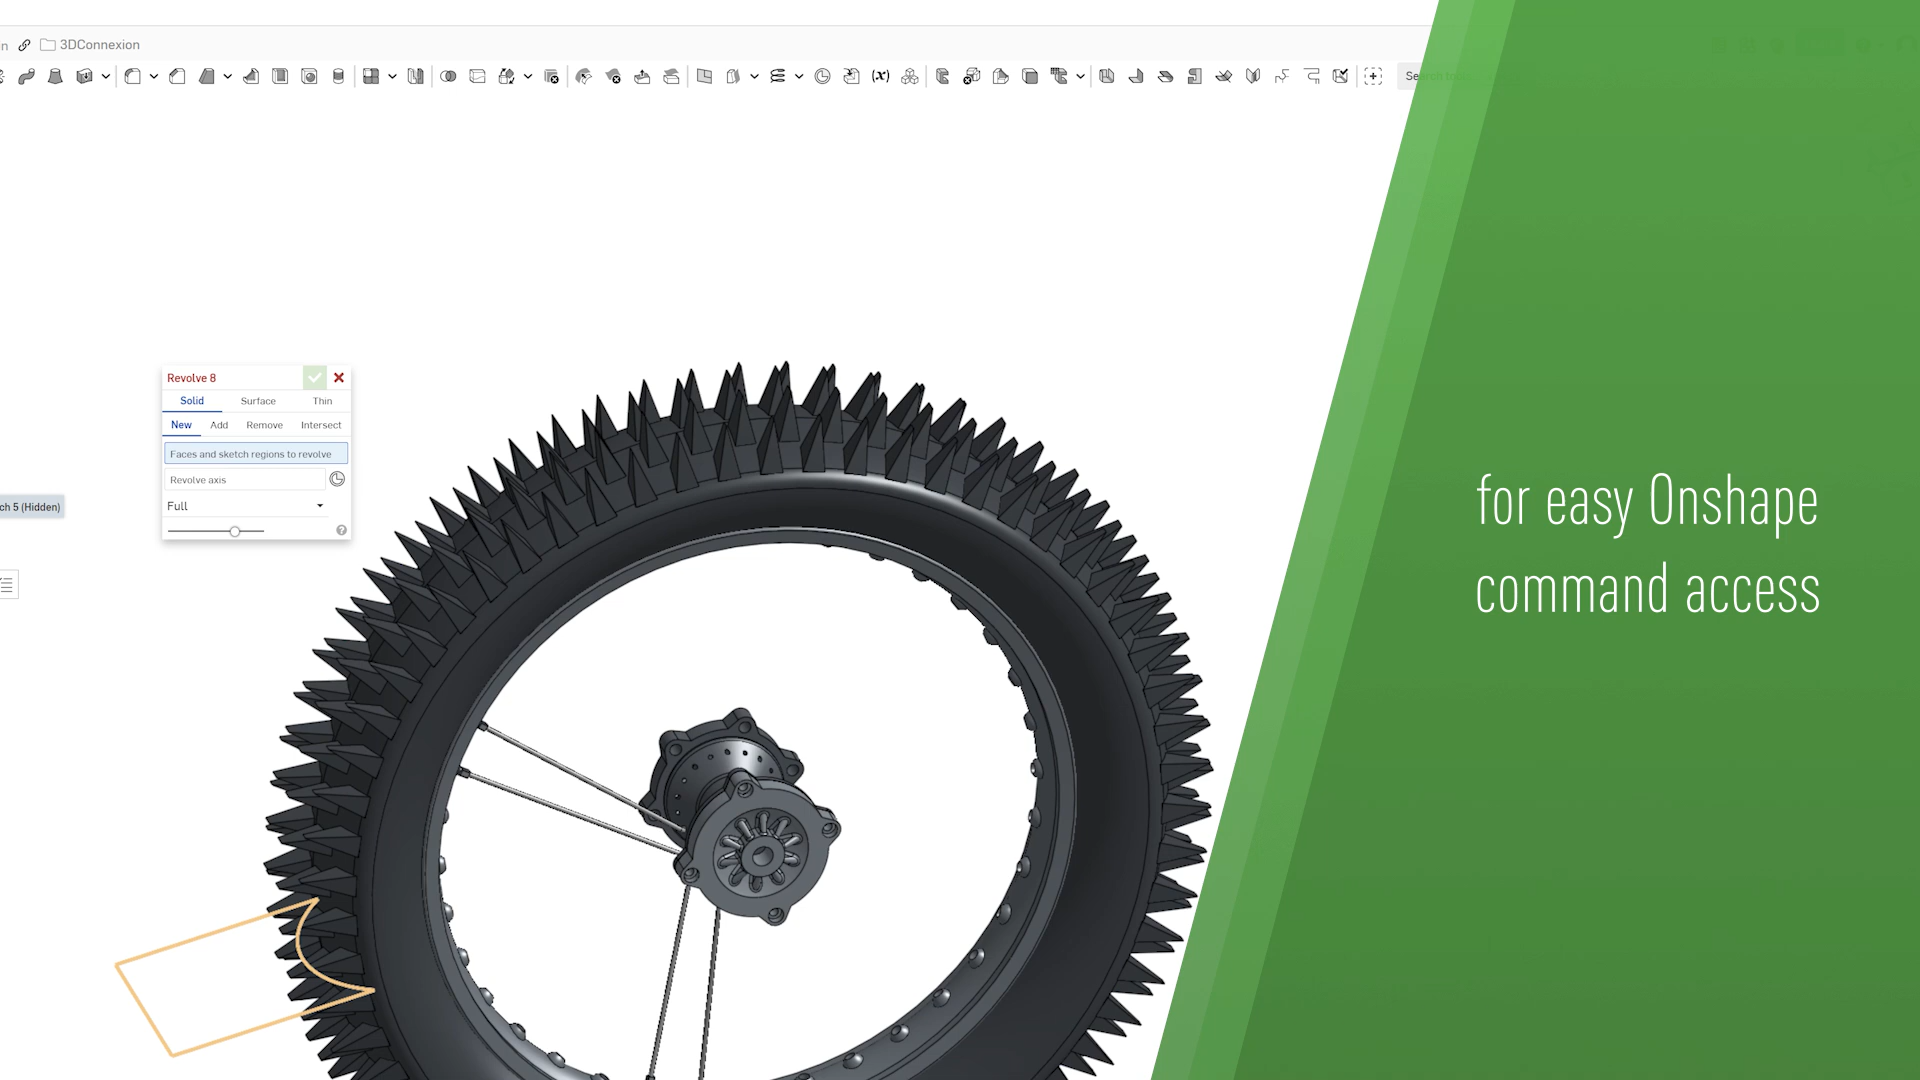 n 3DConnexion
(x)
Revolve 8
Solid Surface Thin
New Add Remove Intersect
Faces and sketch regions to revolve
Revolve axis
Full
ch 5 (Hidden)
for easy Onshape
command access